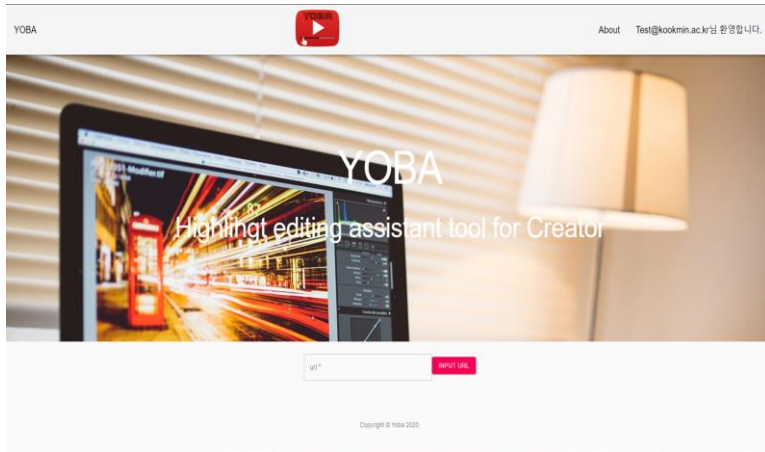 YOBA
YOBA
About
Test@kookmin.ac.kr님 환영합니다.
YOBA
Highlihgt editing assistant tool for Creator
url *
INPUT URL
Copyright © Yoba 2020.